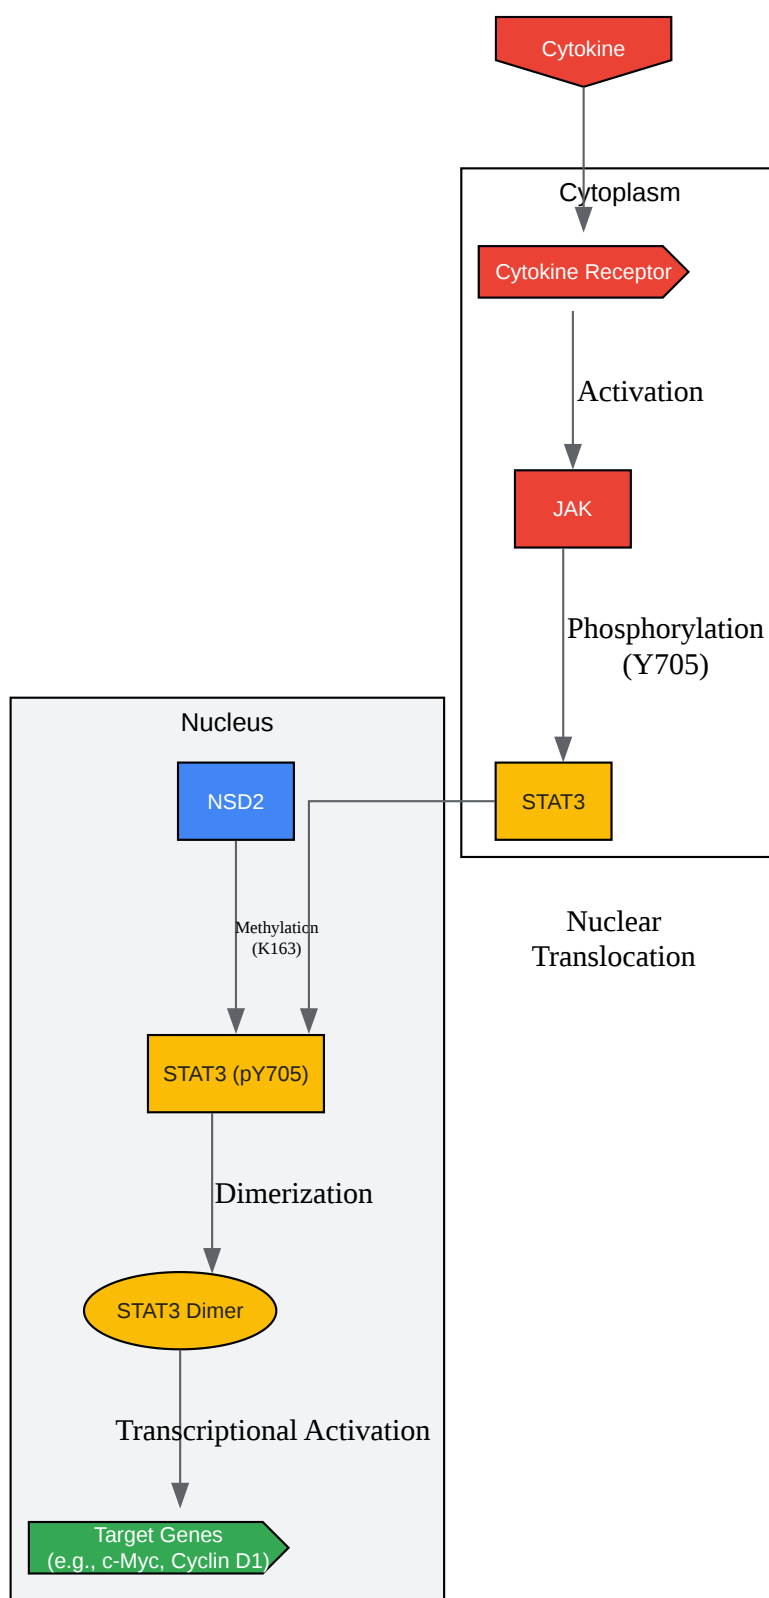 Cytokine
Cytoplasm
Cytokine Receptor
Activation
JAK
Phosphorylation
(Y705)
Nucleus
NSD2
STAT3
Methylation
(K163)
Nuclear
Translocation
STAT3 (pY705)
Dimerization
STAT3 Dimer
Transcriptional Activation
Target Genes
(e.g., c-Myc, Cyclin D1)